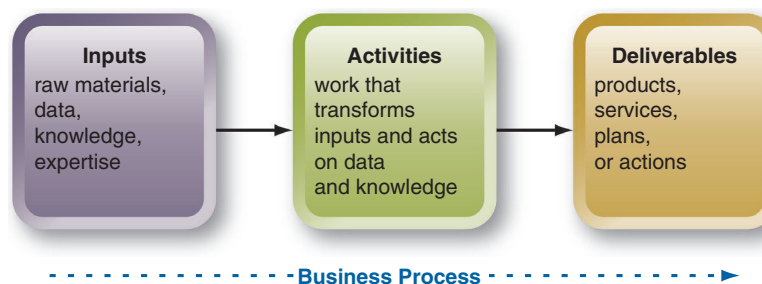 Inputs
raw materials,
data,
knowledge,
expertise
Activities
work that
transforms
inputs and acts
on data
and knowledge
Deliverables
products,
services,
plans,
or actions
Business Process